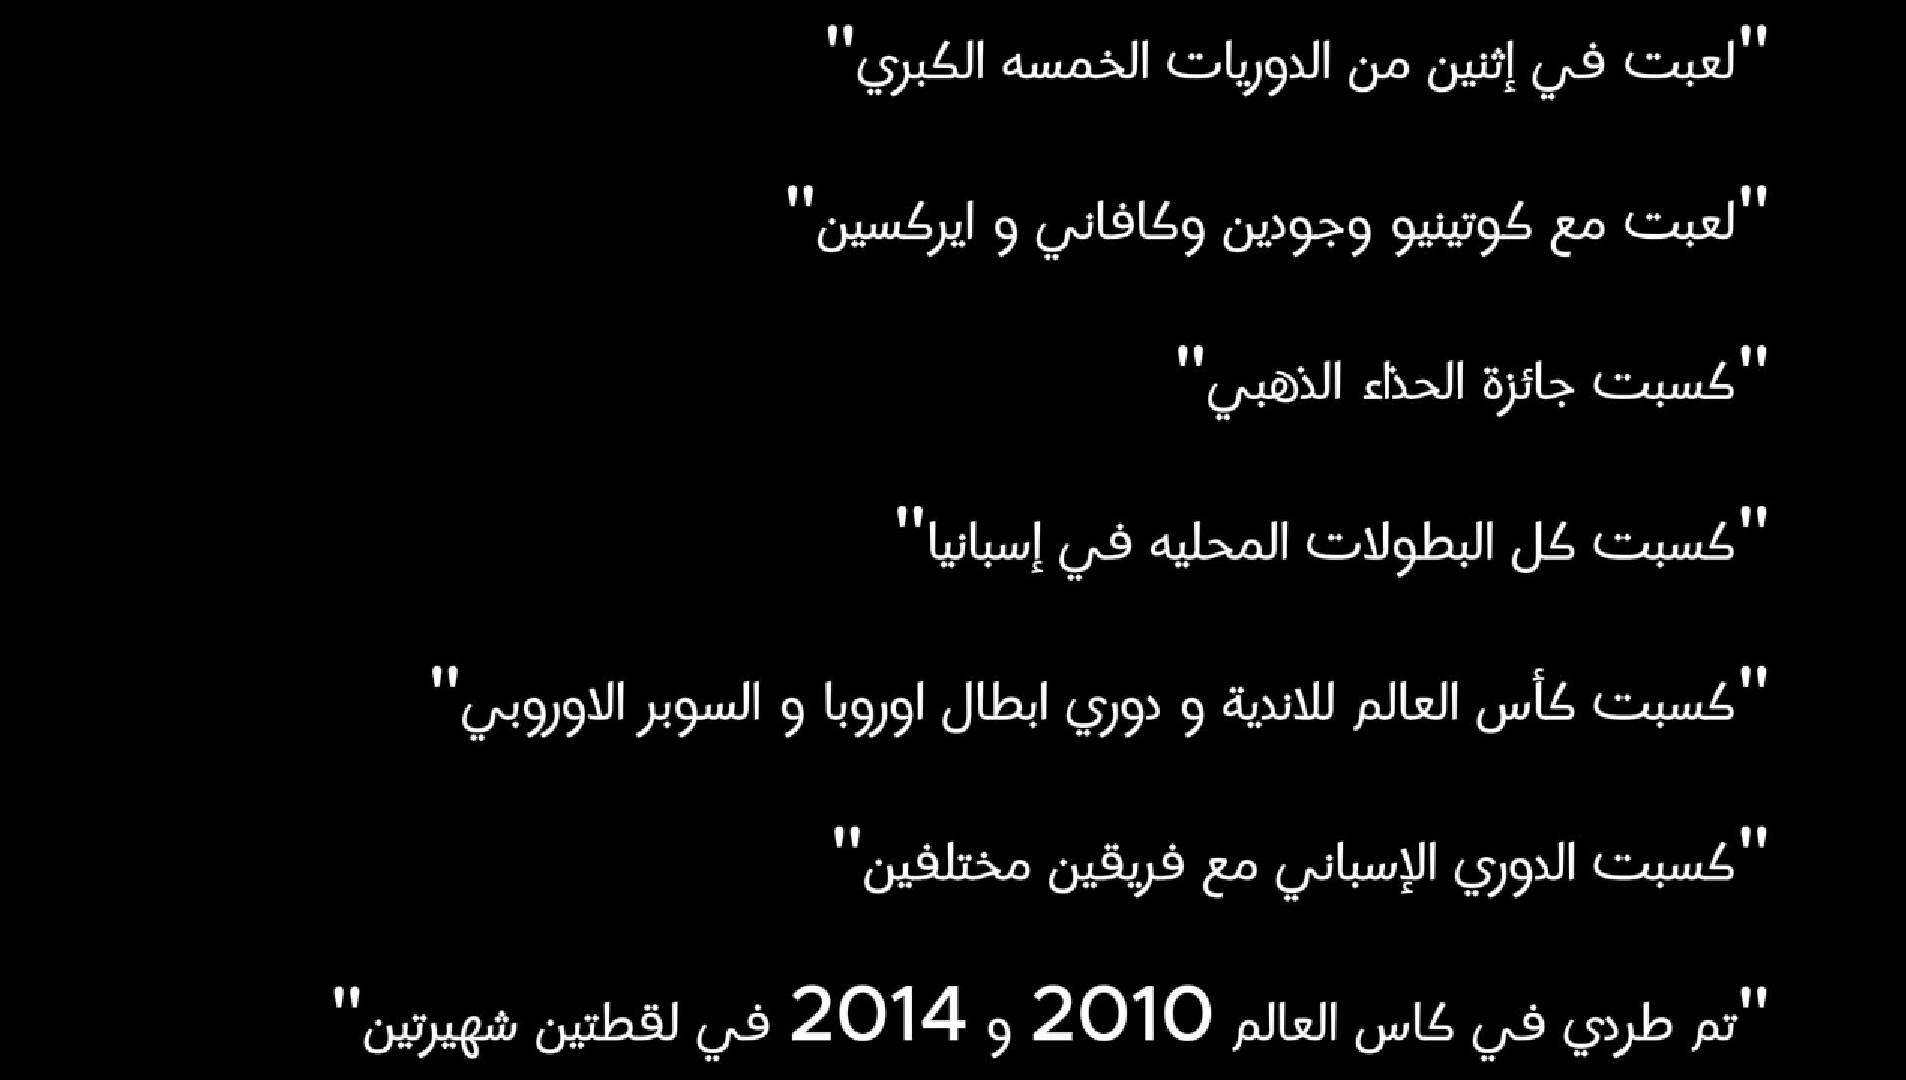 "لعبت في إثنين من الدوريات الخمسه الكبري"
"لعبت مع كوتينيو وجودين وكافاني و ايركسين"
"كسبت جائزة الحذاء الذهبي"
"كسبت كل البطولات المحليه في إسبانيا"
"كسبت كأس العالم للاندية و دوري ابطال اوروبا و السوبر الاوروبي"
"كسبت الدوري الإسباني مع فريقين مختلفين"
"تم طردي في كاس العالم 2010 و 2014 في لقطتين شهيرتين"